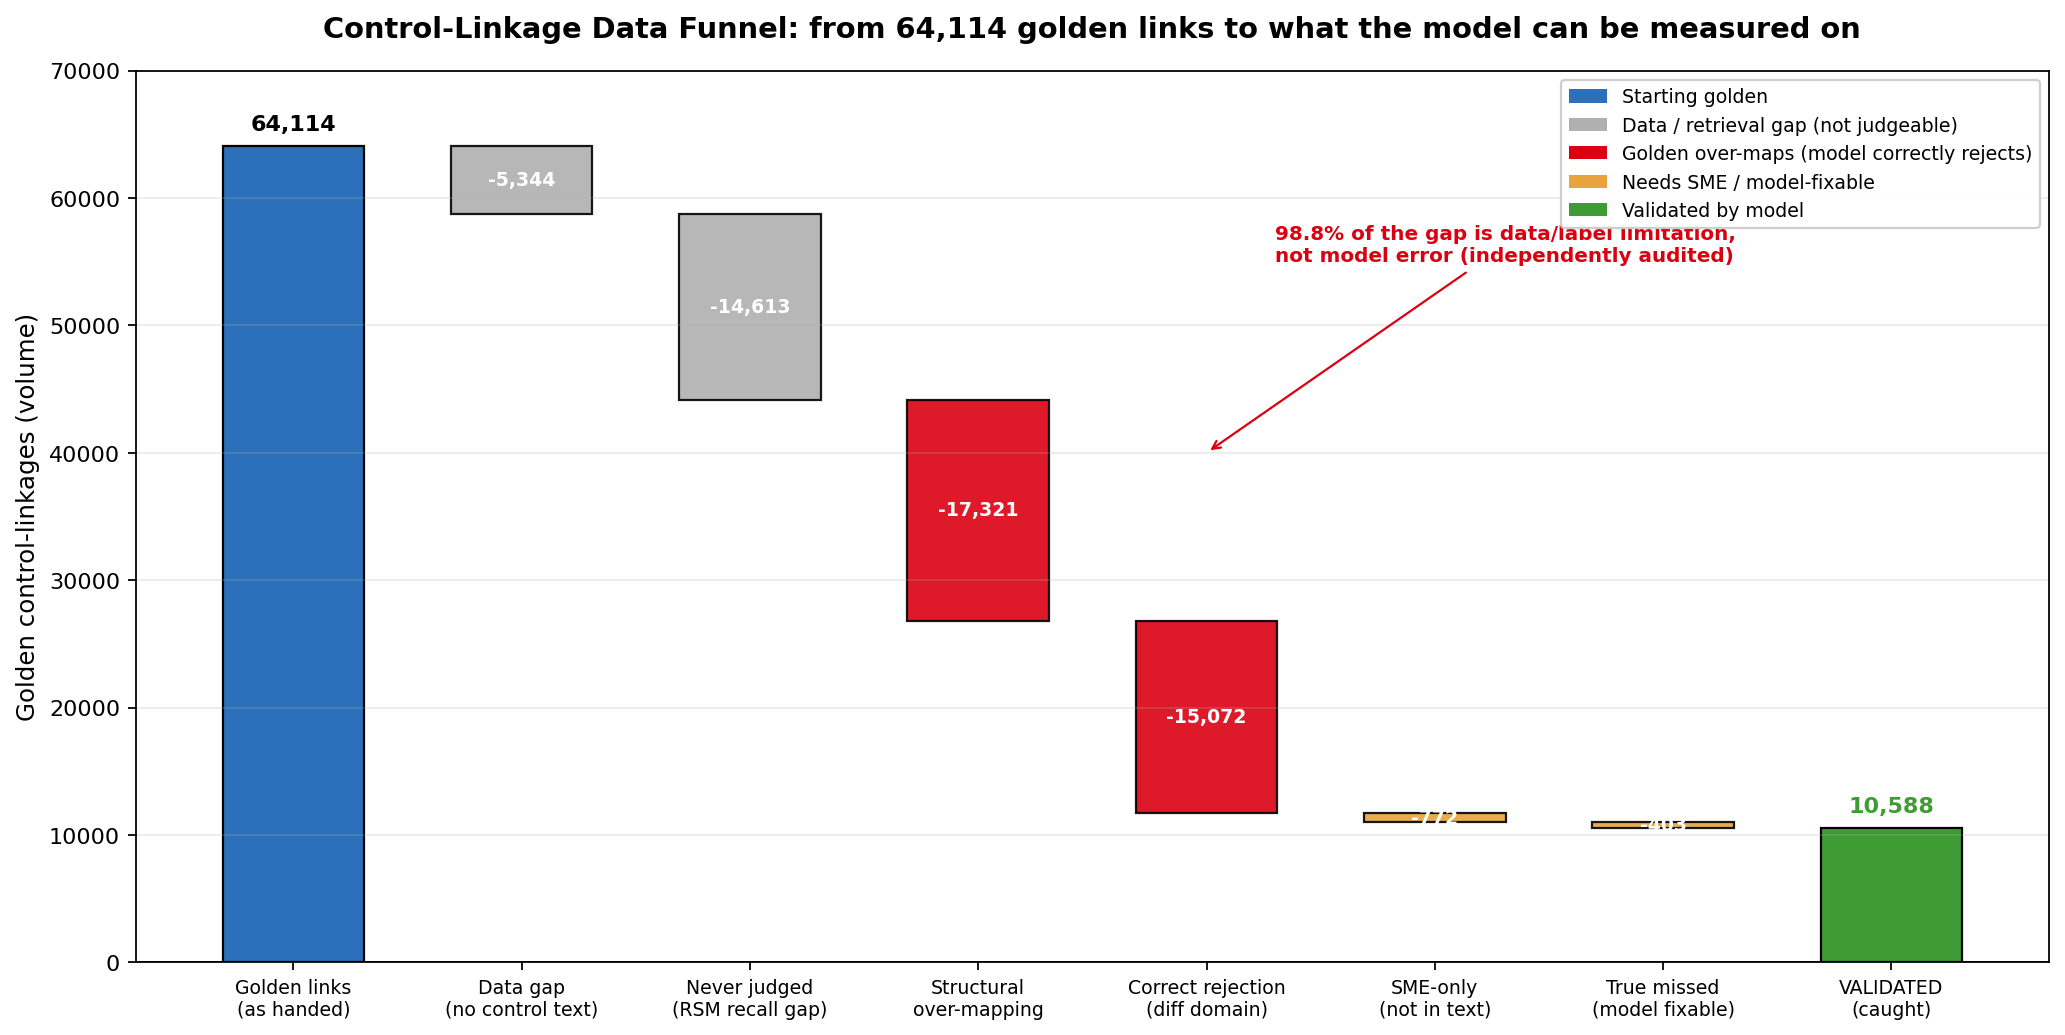 Control-Linkage Data Funnel: from 64,114 golden links to what the model can be measured on
Golden control-linkages (volume)
70000
60000
50000
40000
30000
20000
10000
0
64,114
-5,344
-14,613
-17,321
-15,072
-772
-403
10,588
Starting golden
Data / retrieval gap (not judgeable)
Golden over-maps (model correctly rejects)
Needs SME / model-fixable
Validated by model
98.8% of the gap is data/label limitation,
not model error (independently audited)
Golden links
(as handed)
Data gap
(no control text)
Never judged
(RSM recall gap)
Structural
over-mapping
Correct rejection
(diff domain)
SME-only
(not in text)
True missed
(model fixable)
VALIDATED
(caught)